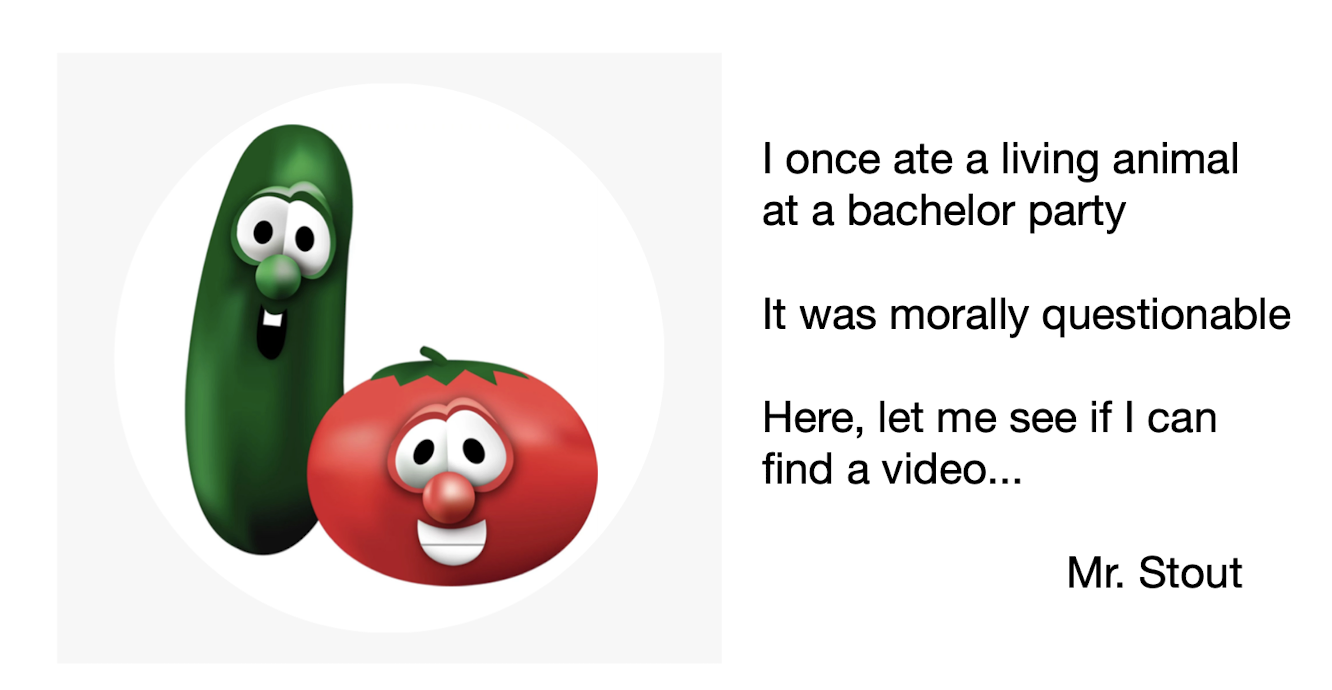 I once ate a living animal
at a bachelor party
It was morally questionable
Here, let me see if I can
find a video...
Mr. Stout